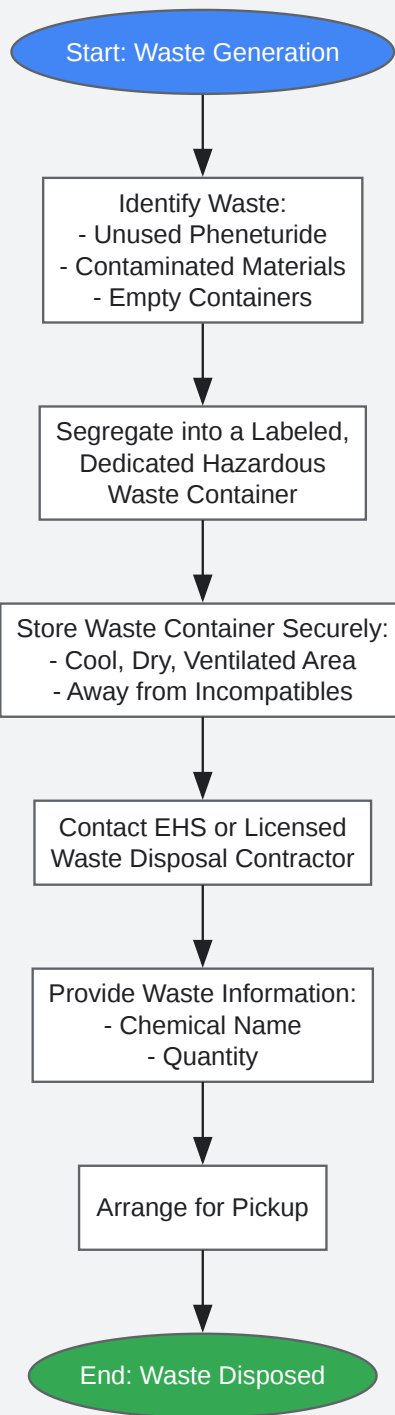 Start: Waste Generation
Identify Waste:
- Unused Pheneturide
- Contaminated Materials
- Empty Containers
Segregate into a Labeled,
Dedicated Hazardous
Waste Container
Store Waste Container Securely:
- Cool, Dry, Ventilated Area
- Away from Incompatibles
Contact EHS or Licensed
Waste Disposal Contractor
Provide Waste Information:
- Chemical Name
- Quantity
Arrange for Pickup
End: Waste Disposed